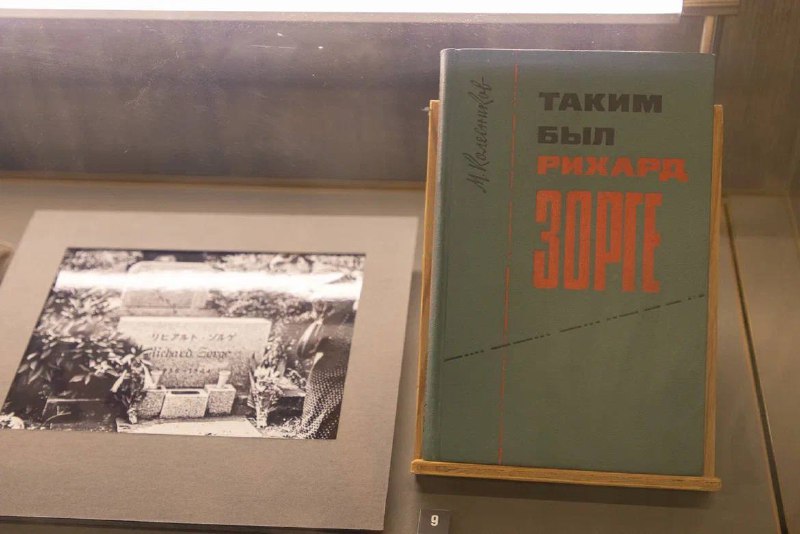 リヒアルト・ゾルゲ
Richard Sorge
М. Колесников
ТАКИМ
БЫЛ
РИХАРД
ЗОРГЕ
9